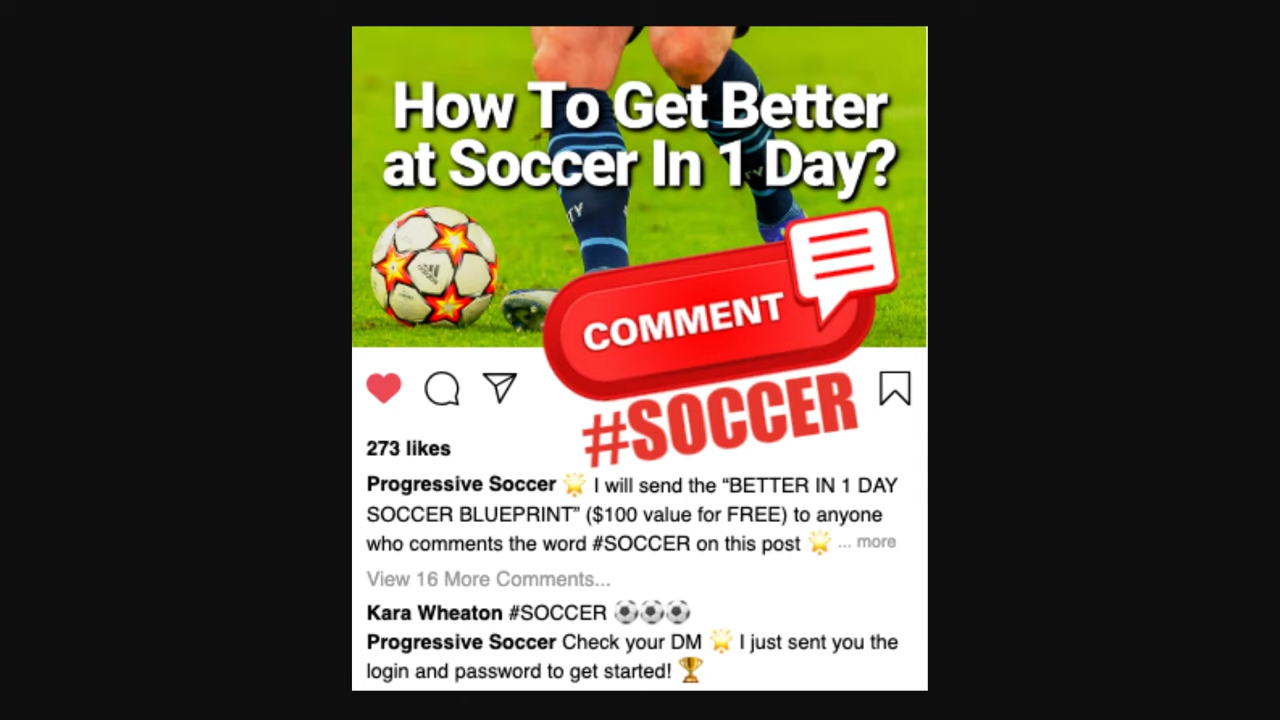 How To Get Better
at Soccer In 1 Day?
TY
TY
COMMENT
#SOCCER
273 likes
Progressive Soccer 🌟 I will send the “BETTER IN 1 DAY
SOCCER BLUEPRINT” ($100 value for FREE) to anyone
who comments the word #SOCCER on this post 🌟 ... more
View 16 More Comments...
Kara Wheaton #SOCCER ⚽⚽⚽
Progressive Soccer Check your DM 🌟 I just sent you the
login and password to get started! 🏆